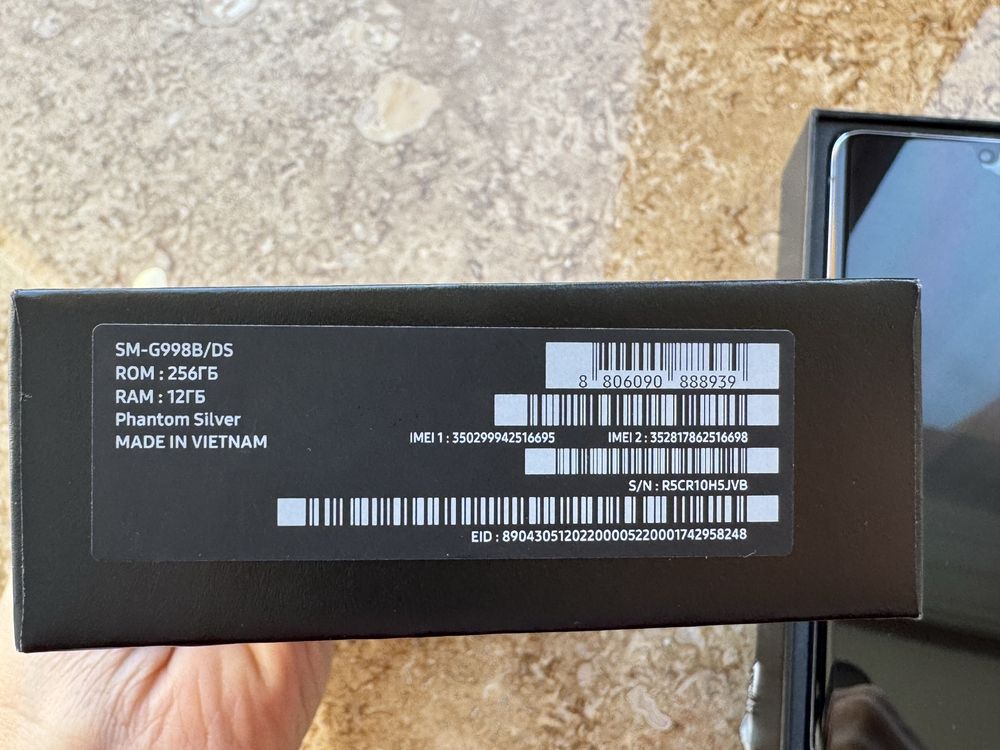 SM-G998B/DS
ROM : 256ГБ
RAM : 12ГБ
Phantom Silver
MADE IN VIETNAM
8 806090 888939
IMEI 1 : 350299942516695 IMEI 2 : 352817862516698
S/N : R5CR10H5JVB
EID : 89043051202200005220001742958248